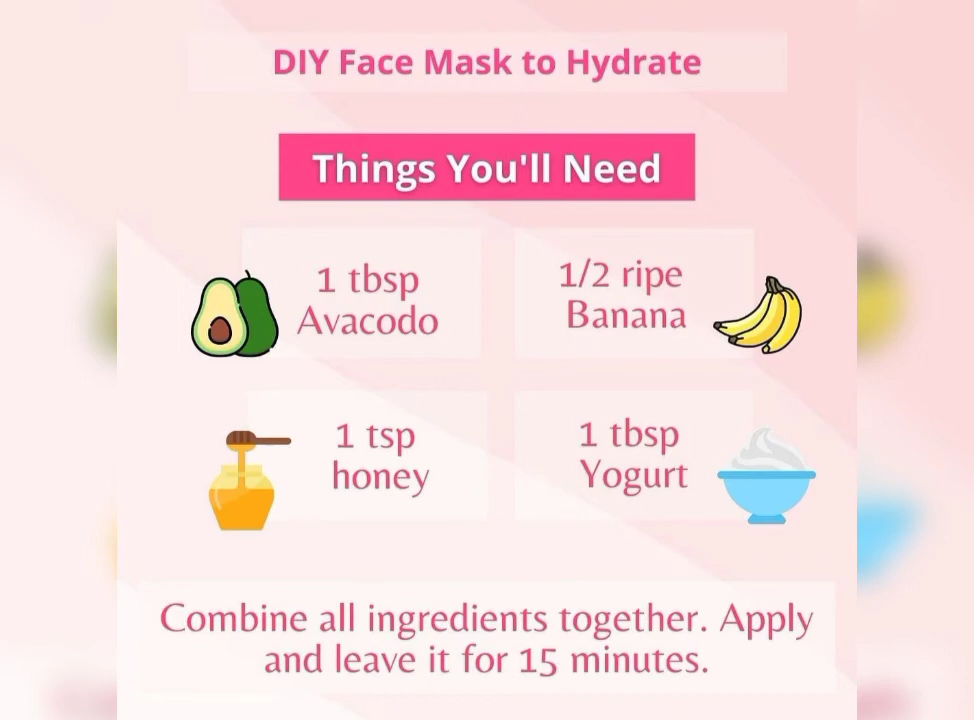 DIY Face Mask to Hydrate
Things You'll Need
1 tbsp
Avacodo
1/2 ripe
Banana
1 tsp
honey
1 tbsp
Yogurt
Combine all ingredients together. Apply
and leave it for 15 minutes.